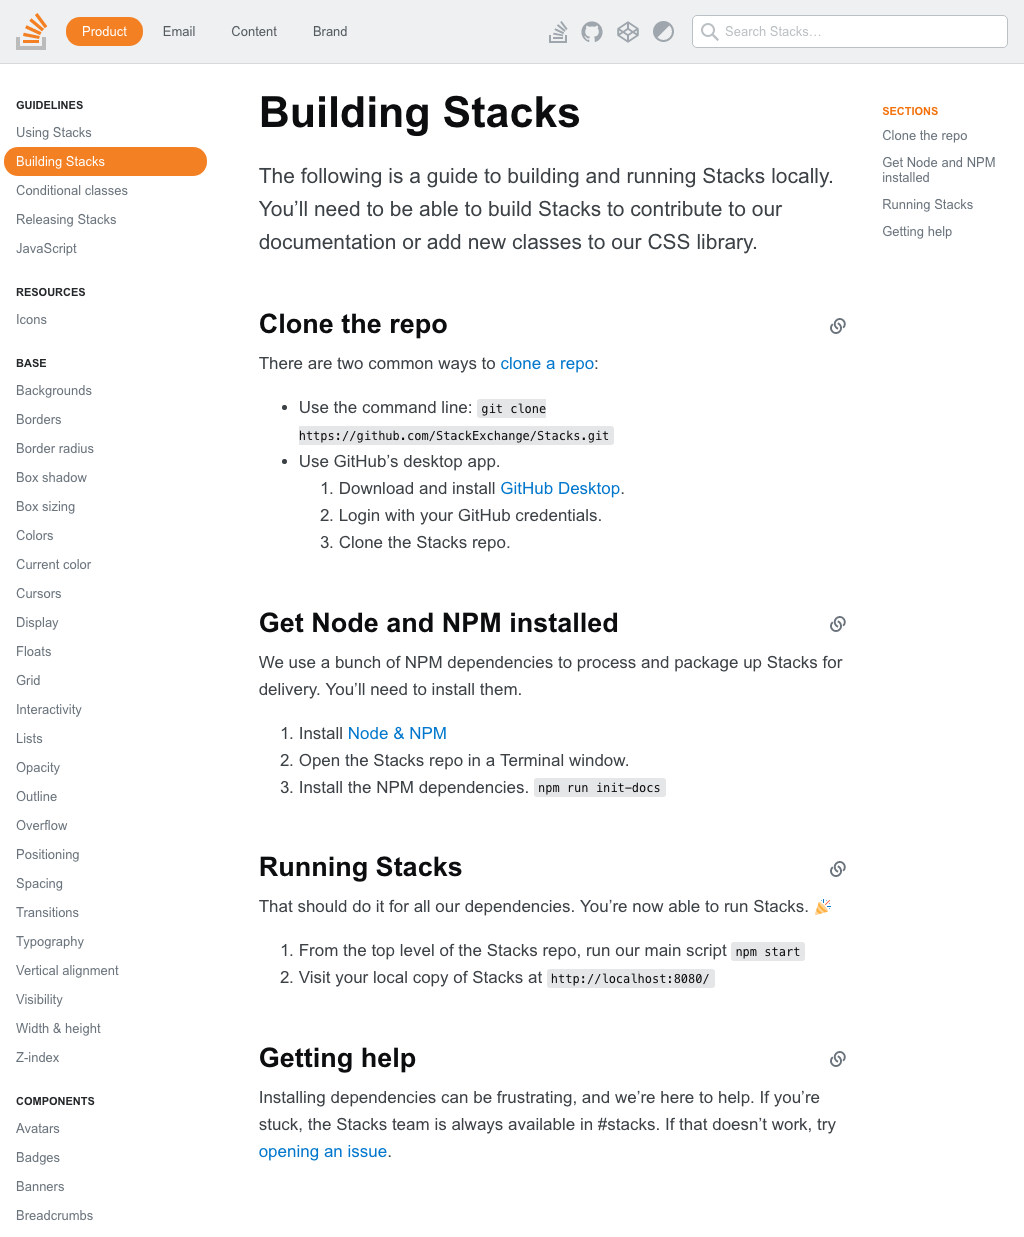 Product
Email
Content
Brand
Search Stacks…
GUIDELINES
Using Stacks
Building Stacks
Conditional classes
Releasing Stacks
JavaScript
RESOURCES
Icons
BASE
Backgrounds
Borders
Border radius
Box shadow
Box sizing
Colors
Current color
Cursors
Display
Floats
Grid
Interactivity
Lists
Opacity
Outline
Overflow
Positioning
Spacing
Transitions
Typography
Vertical alignment
Visibility
Width & height
Z-index
COMPONENTS
Avatars
Badges
Banners
Breadcrumbs
Building Stacks
The following is a guide to building and running Stacks locally.
You’ll need to be able to build Stacks to contribute to our
documentation or add new classes to our CSS library.
Clone the repo
There are two common ways to clone a repo:
• Use the command line: git clone
https://github.com/StackExchange/Stacks.git
• Use GitHub’s desktop app.
1. Download and install GitHub Desktop.
2. Login with your GitHub credentials.
3. Clone the Stacks repo.
Get Node and NPM installed
We use a bunch of NPM dependencies to process and package up Stacks for
delivery. You’ll need to install them.
1. Install Node & NPM
2. Open the Stacks repo in a Terminal window.
3. Install the NPM dependencies. npm run init-docs
Running Stacks
That should do it for all our dependencies. You’re now able to run Stacks. 🎉
1. From the top level of the Stacks repo, run our main script npm start
2. Visit your local copy of Stacks at http://localhost:8080/
Getting help
Installing dependencies can be frustrating, and we’re here to help. If you’re
stuck, the Stacks team is always available in #stacks. If that doesn’t work, try
opening an issue.
SECTIONS
Clone the repo
Get Node and NPM
installed
Running Stacks
Getting help